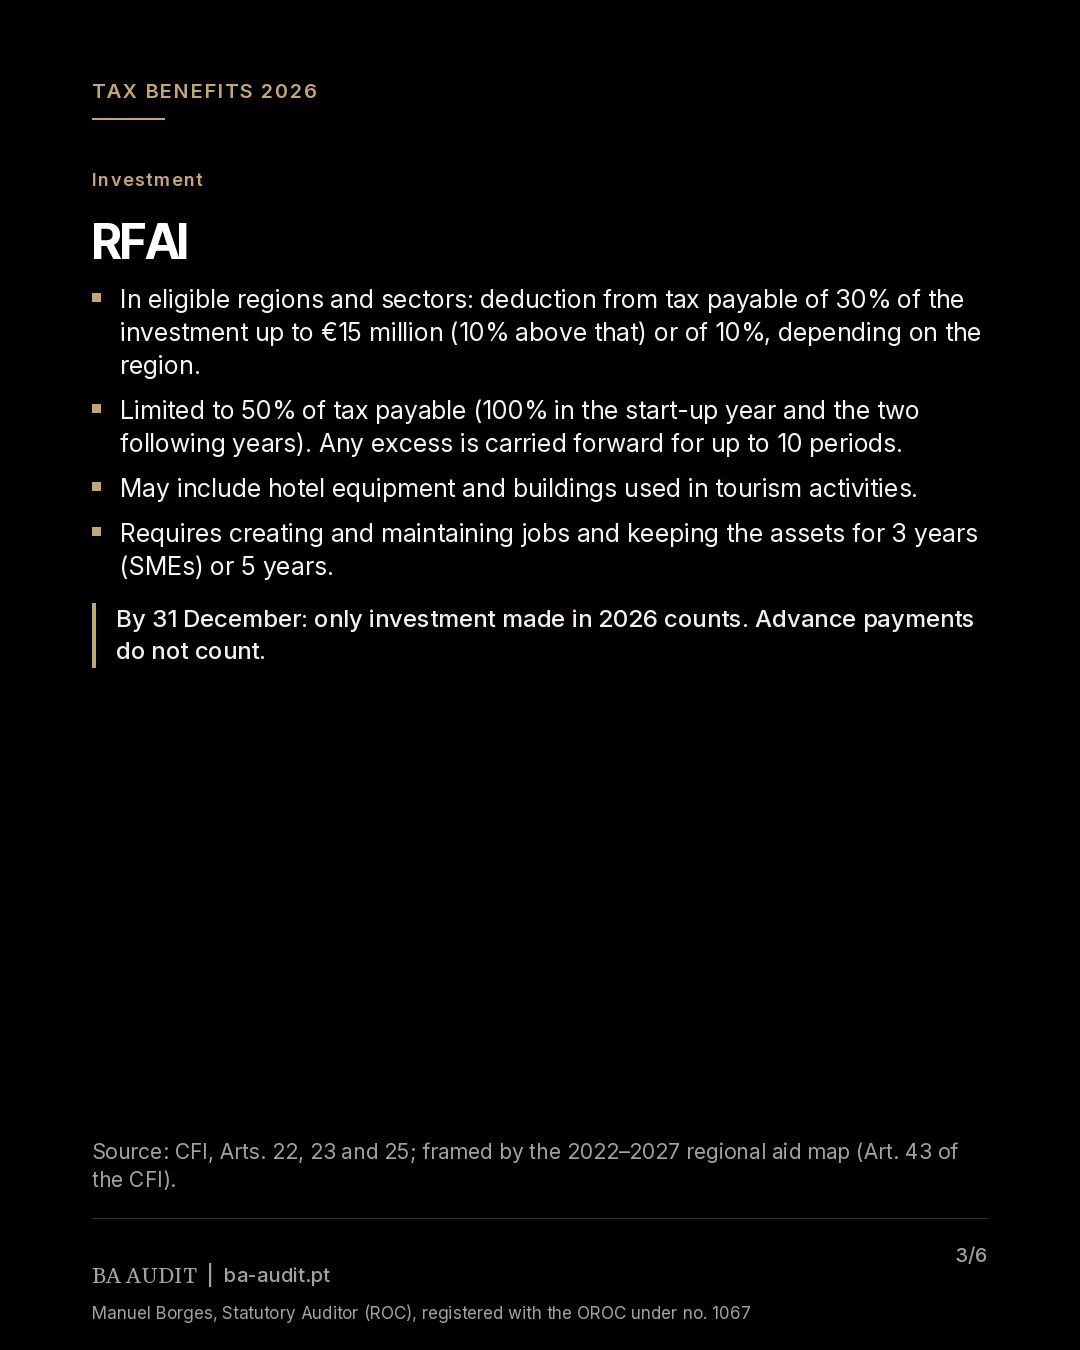 TAX BENEFITS 2026
Investment
RFAI
In eligible regions and sectors: deduction from tax payable of 30% of the
investment up to €15 million (10% above that) or of 10%, depending on the
region.
Limited to 50% of tax payable (100% in the start-up year and the two
following years). Any excess is carried forward for up to 10 periods.
May include hotel equipment and buildings used in tourism activities.
Requires creating and maintaining jobs and keeping the assets for 3 years
(SMEs) or 5 years.
By 31 December: only investment made in 2026 counts. Advance payments
do not count.
Source: CFI, Arts. 22, 23 and 25; framed by the 2022–2027 regional aid map (Art. 43 of
the CFI).
3/6
BA AUDIT | ba-audit.pt
Manuel Borges, Statutory Auditor (ROC), registered with the OROC under no. 1067